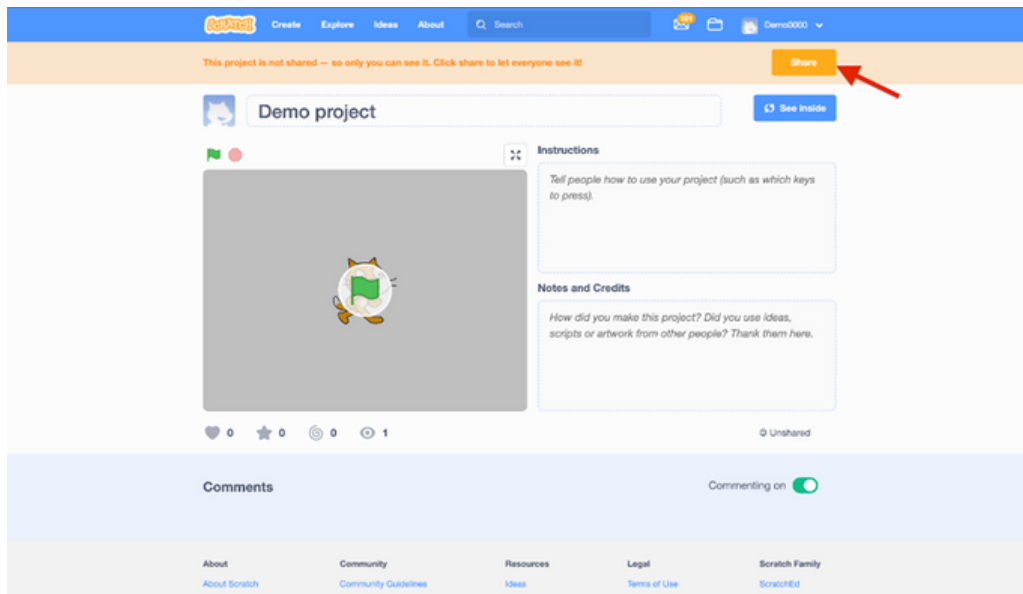 SCRATCH Create Explore Ideas About Search Demo0000
This project is not shared — so only you can see it. Click share to let everyone see it! Share
Demo project See inside
Instructions
Tell people how to use your project (such as which keys
to press).
Notes and Credits
How did you make this project? Did you use ideas,
scripts or artwork from other people? Thank them here.
0 0 0 1 Unshared
Comments Commenting on
About Community Resources Legal Scratch Family
About Scratch Community Guidelines Ideas Terms of Use ScratchEd